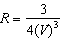 R = 3/4(V)³